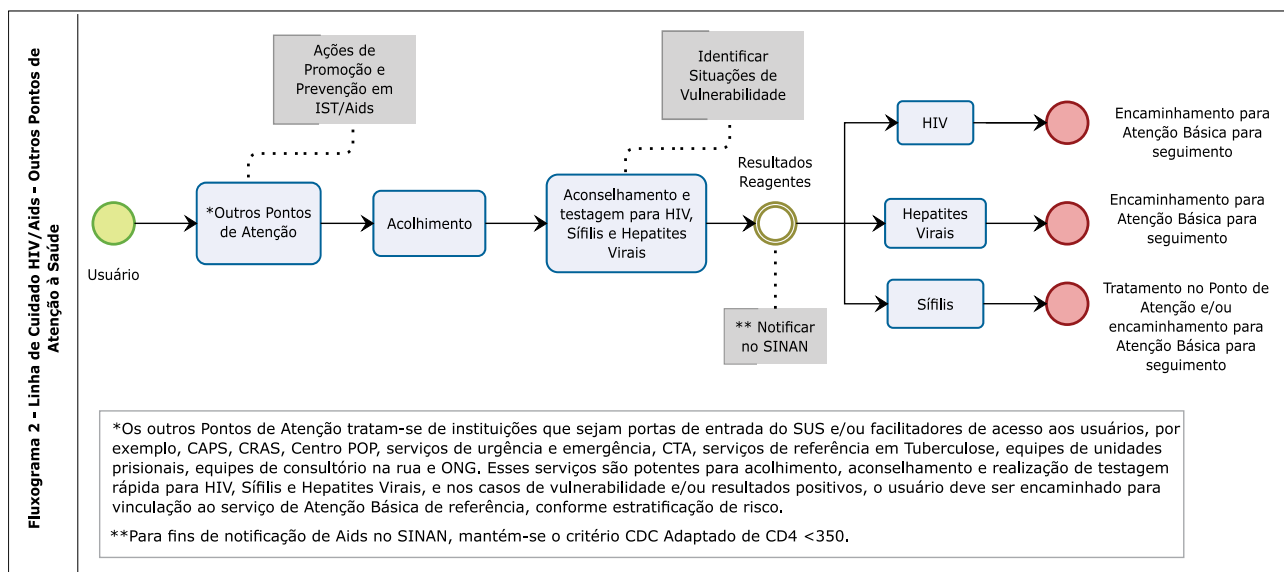 Fluxograma 2 – Linha de Cuidado HIV/Aids – Outros Pontos de
Atenção à Saúde
Ações de
Promoção e
Prevenção em
IST/Aids
Identificar
Situações de
Vulnerabilidade
Usuário
*Outros Pontos
de Atenção
Acolhimento
Aconselhamento e
testagem para HIV,
Sífilis e Hepatites
Virais
Resultados
Reagentes
** Notificar
no SINAN
HIV
Encaminhamento para
Atenção Básica para
seguimento
Hepatites
Virais
Encaminhamento para
Atenção Básica para
seguimento
Sífilis
Tratamento no Ponto de
Atenção e/ou
encaminhamento para
Atenção Básica para
seguimento
*Os outros Pontos de Atenção tratam-se de instituições que sejam portas de entrada do SUS e/ou facilitadores de acesso aos usuários, por
exemplo, CAPS, CRAS, Centro POP, serviços de urgência e emergência, CTA, serviços de referência em Tuberculose, equipes de unidades
prisionais, equipes de consultório na rua e ONG. Esses serviços são potentes para acolhimento, aconselhamento e realização de testagem
rápida para HIV, Sífilis e Hepatites Virais, e nos casos de vulnerabilidade e/ou resultados positivos, o usuário deve ser encaminhado para
vinculação ao serviço de Atenção Básica de referência, conforme estratificação de risco.
**Para fins de notificação de Aids no SINAN, mantém-se o critério CDC Adaptado de CD4 <350.